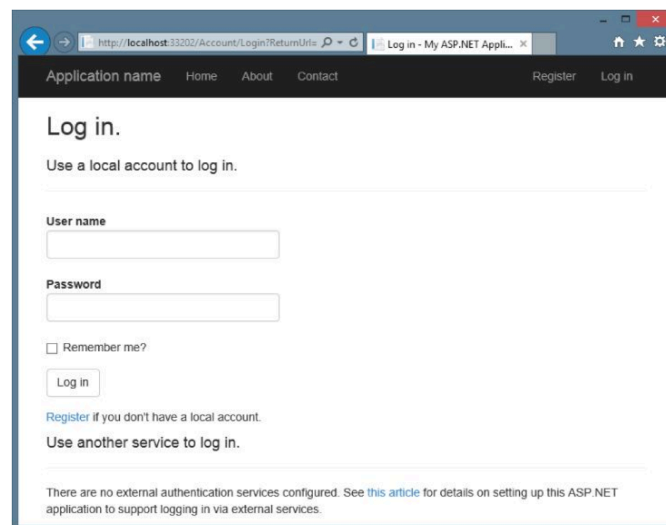 http://localhost:33202/Account/Login?ReturnUrl=
Log in - My ASP.NET Appli...
Application name Home About Contact Register Log in
Log in.
Use a local account to log in.
User name
Password
Remember me?
Log in
Register if you don't have a local account.
Use another service to log in.
There are no external authentication services configured. See this article for details on setting up this ASP.NET
application to support logging in via external services.